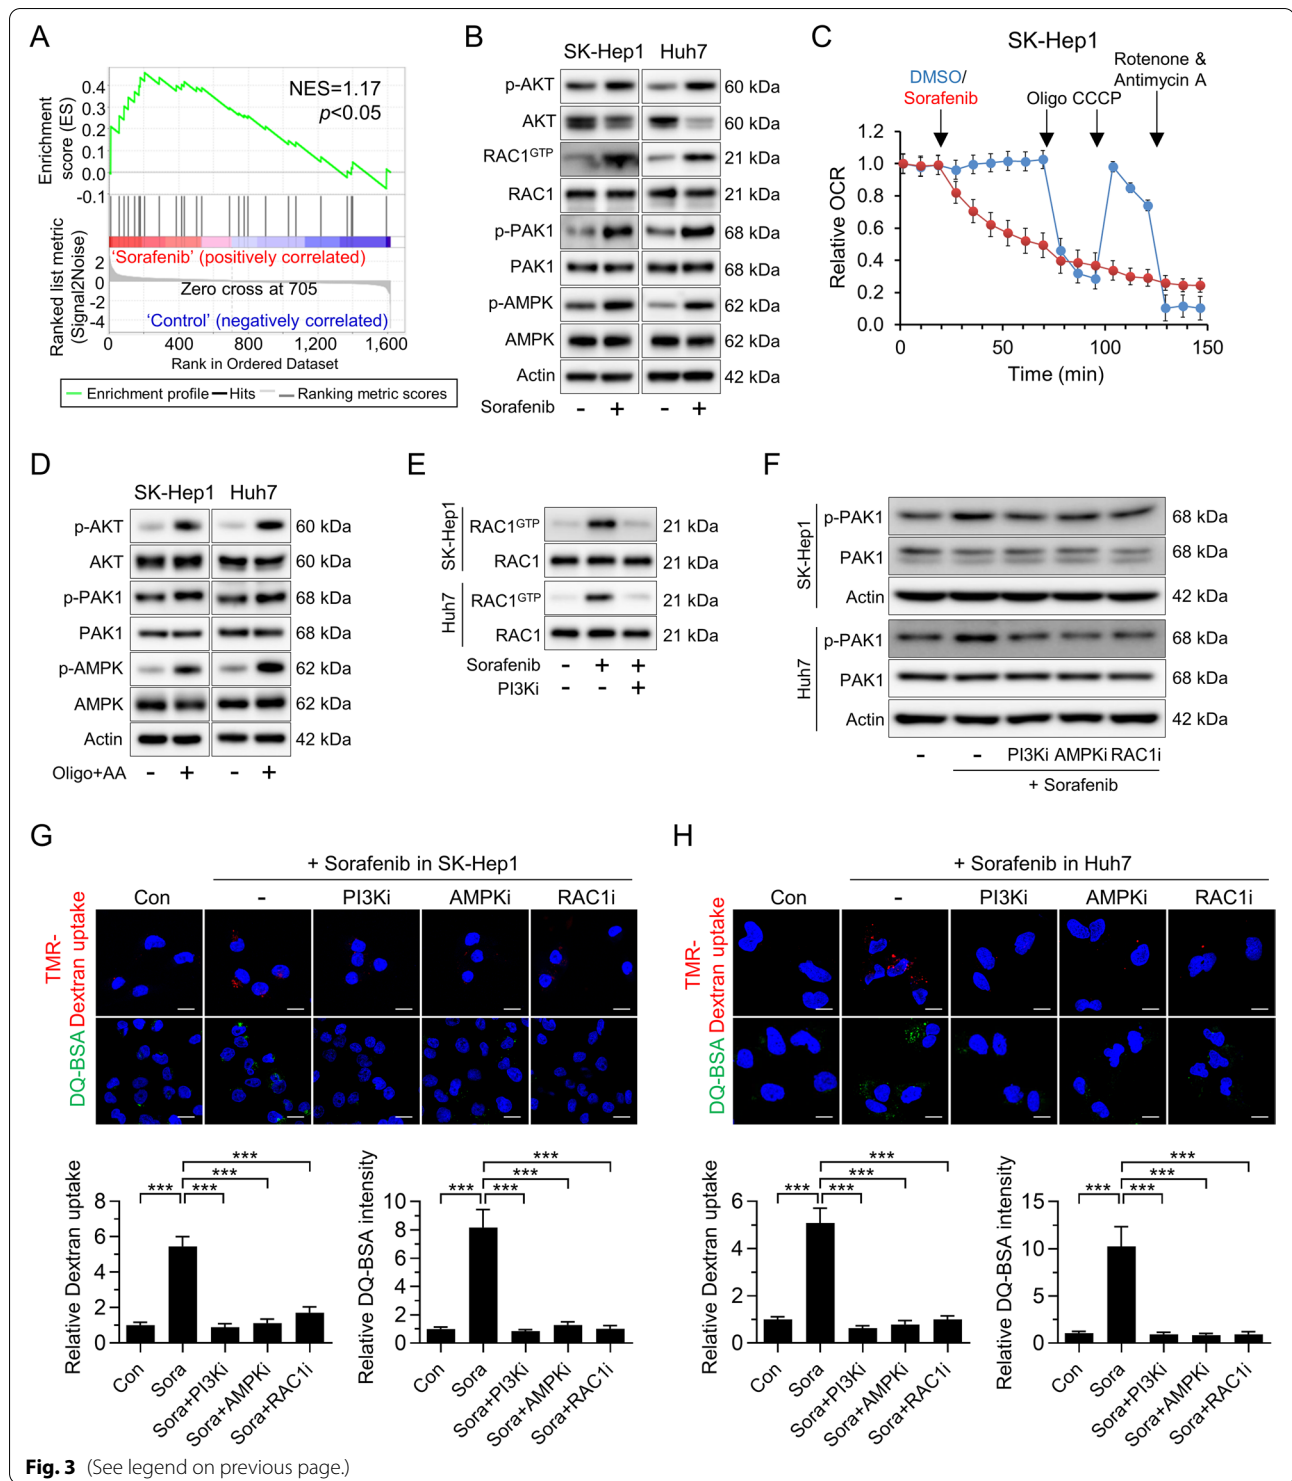 A
NES=1.17
p<0.05
Enrichment
score (ES)
0.4
0.3
0.2
0.1
0.0
-0.1
'Sorafenib' (positively correlated)
Ranked list metric
(Signal2Noise)
2
0
-2
-4
Zero cross at 705
'Control' (negatively correlated)
0 400 800 1,200 1,600
Rank in Ordered Dataset
Enrichment profile Hits Ranking metric scores
B
SK-Hep1 Huh7
p-AKT 60 kDa
AKT 60 kDa
RAC1GTP 21 kDa
RAC1 21 kDa
p-PAK1 68 kDa
PAK1 68 kDa
p-AMPK 62 kDa
AMPK 62 kDa
Actin 42 kDa
Sorafenib - + - +
C
SK-Hep1
DMSO/
Sorafenib
Oligo CCCP
Rotenone &
Antimycin A
Relative OCR
1.2
1.0
0.8
0.6
0.4
0.2
0.0
0 50 100 150
Time (min)
D
SK-Hep1 Huh7
p-AKT 60 kDa
AKT 60 kDa
p-PAK1 68 kDa
PAK1 68 kDa
p-AMPK 62 kDa
AMPK 62 kDa
Actin 42 kDa
Oligo+AA - + - +
E
SK-Hep1
RAC1GTP 21 kDa
RAC1 21 kDa
Huh7
RAC1GTP 21 kDa
RAC1 21 kDa
Sorafenib - + +
PI3Ki - - +
F
SK-Hep1
p-PAK1 68 kDa
PAK1 68 kDa
Actin 42 kDa
Huh7
p-PAK1 68 kDa
PAK1 68 kDa
Actin 42 kDa
- - PI3Ki AMPKi RAC1i
+ Sorafenib
G
+ Sorafenib in SK-Hep1
Con - PI3Ki AMPKi RAC1i
TMR-
Dextran uptake
DQ-BSA
Relative Dextran uptake
8
6
4
2
0
*** ***
***
***
Con Sora Sora+PI3Ki Sora+AMPKi Sora+RAC1i
Relative DQ-BSA intensity
10
8
6
4
2
0
*** ***
***
***
Con Sora Sora+PI3Ki Sora+AMPKi Sora+RAC1i
H
+ Sorafenib in Huh7
Con - PI3Ki AMPKi RAC1i
TMR-
Dextran uptake
DQ-BSA
Relative Dextran uptake
6
4
2
0
*** ***
***
***
Con Sora Sora+PI3Ki Sora+AMPKi Sora+RAC1i
Relative DQ-BSA intensity
15
10
5
0
*** ***
***
***
Con Sora Sora+PI3Ki Sora+AMPKi Sora+RAC1i
Fig. 3 (See legend on previous page.)